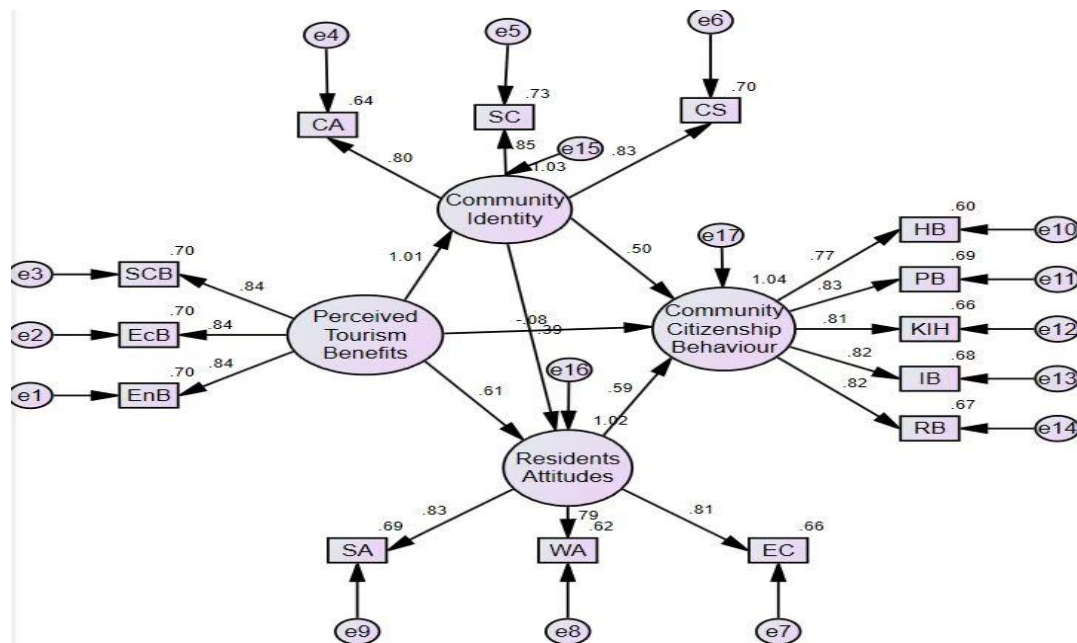 e4
e5
e6
.64
CA
.73
SC
.70
CS
.80
.85
e15
1.03
.83
Community
Identity
e3
.70
SCB
.84
1.01
.50
e17
1.04
.77
.60
HB
e10
e2
.70
EcB
.84
Perceived
Tourism
Benefits
-.08
.39
Community
Citizenship
Behaviour
.83
.69
PB
e11
.81
.66
KIH
e12
e1
.70
EnB
.84
.61
e16
.59
.82
.68
IB
e13
.82
.67
RB
e14
1.02
Residents
Attitudes
.83
.79
.81
.69
SA
.62
WA
.66
EC
e9
e8
e7